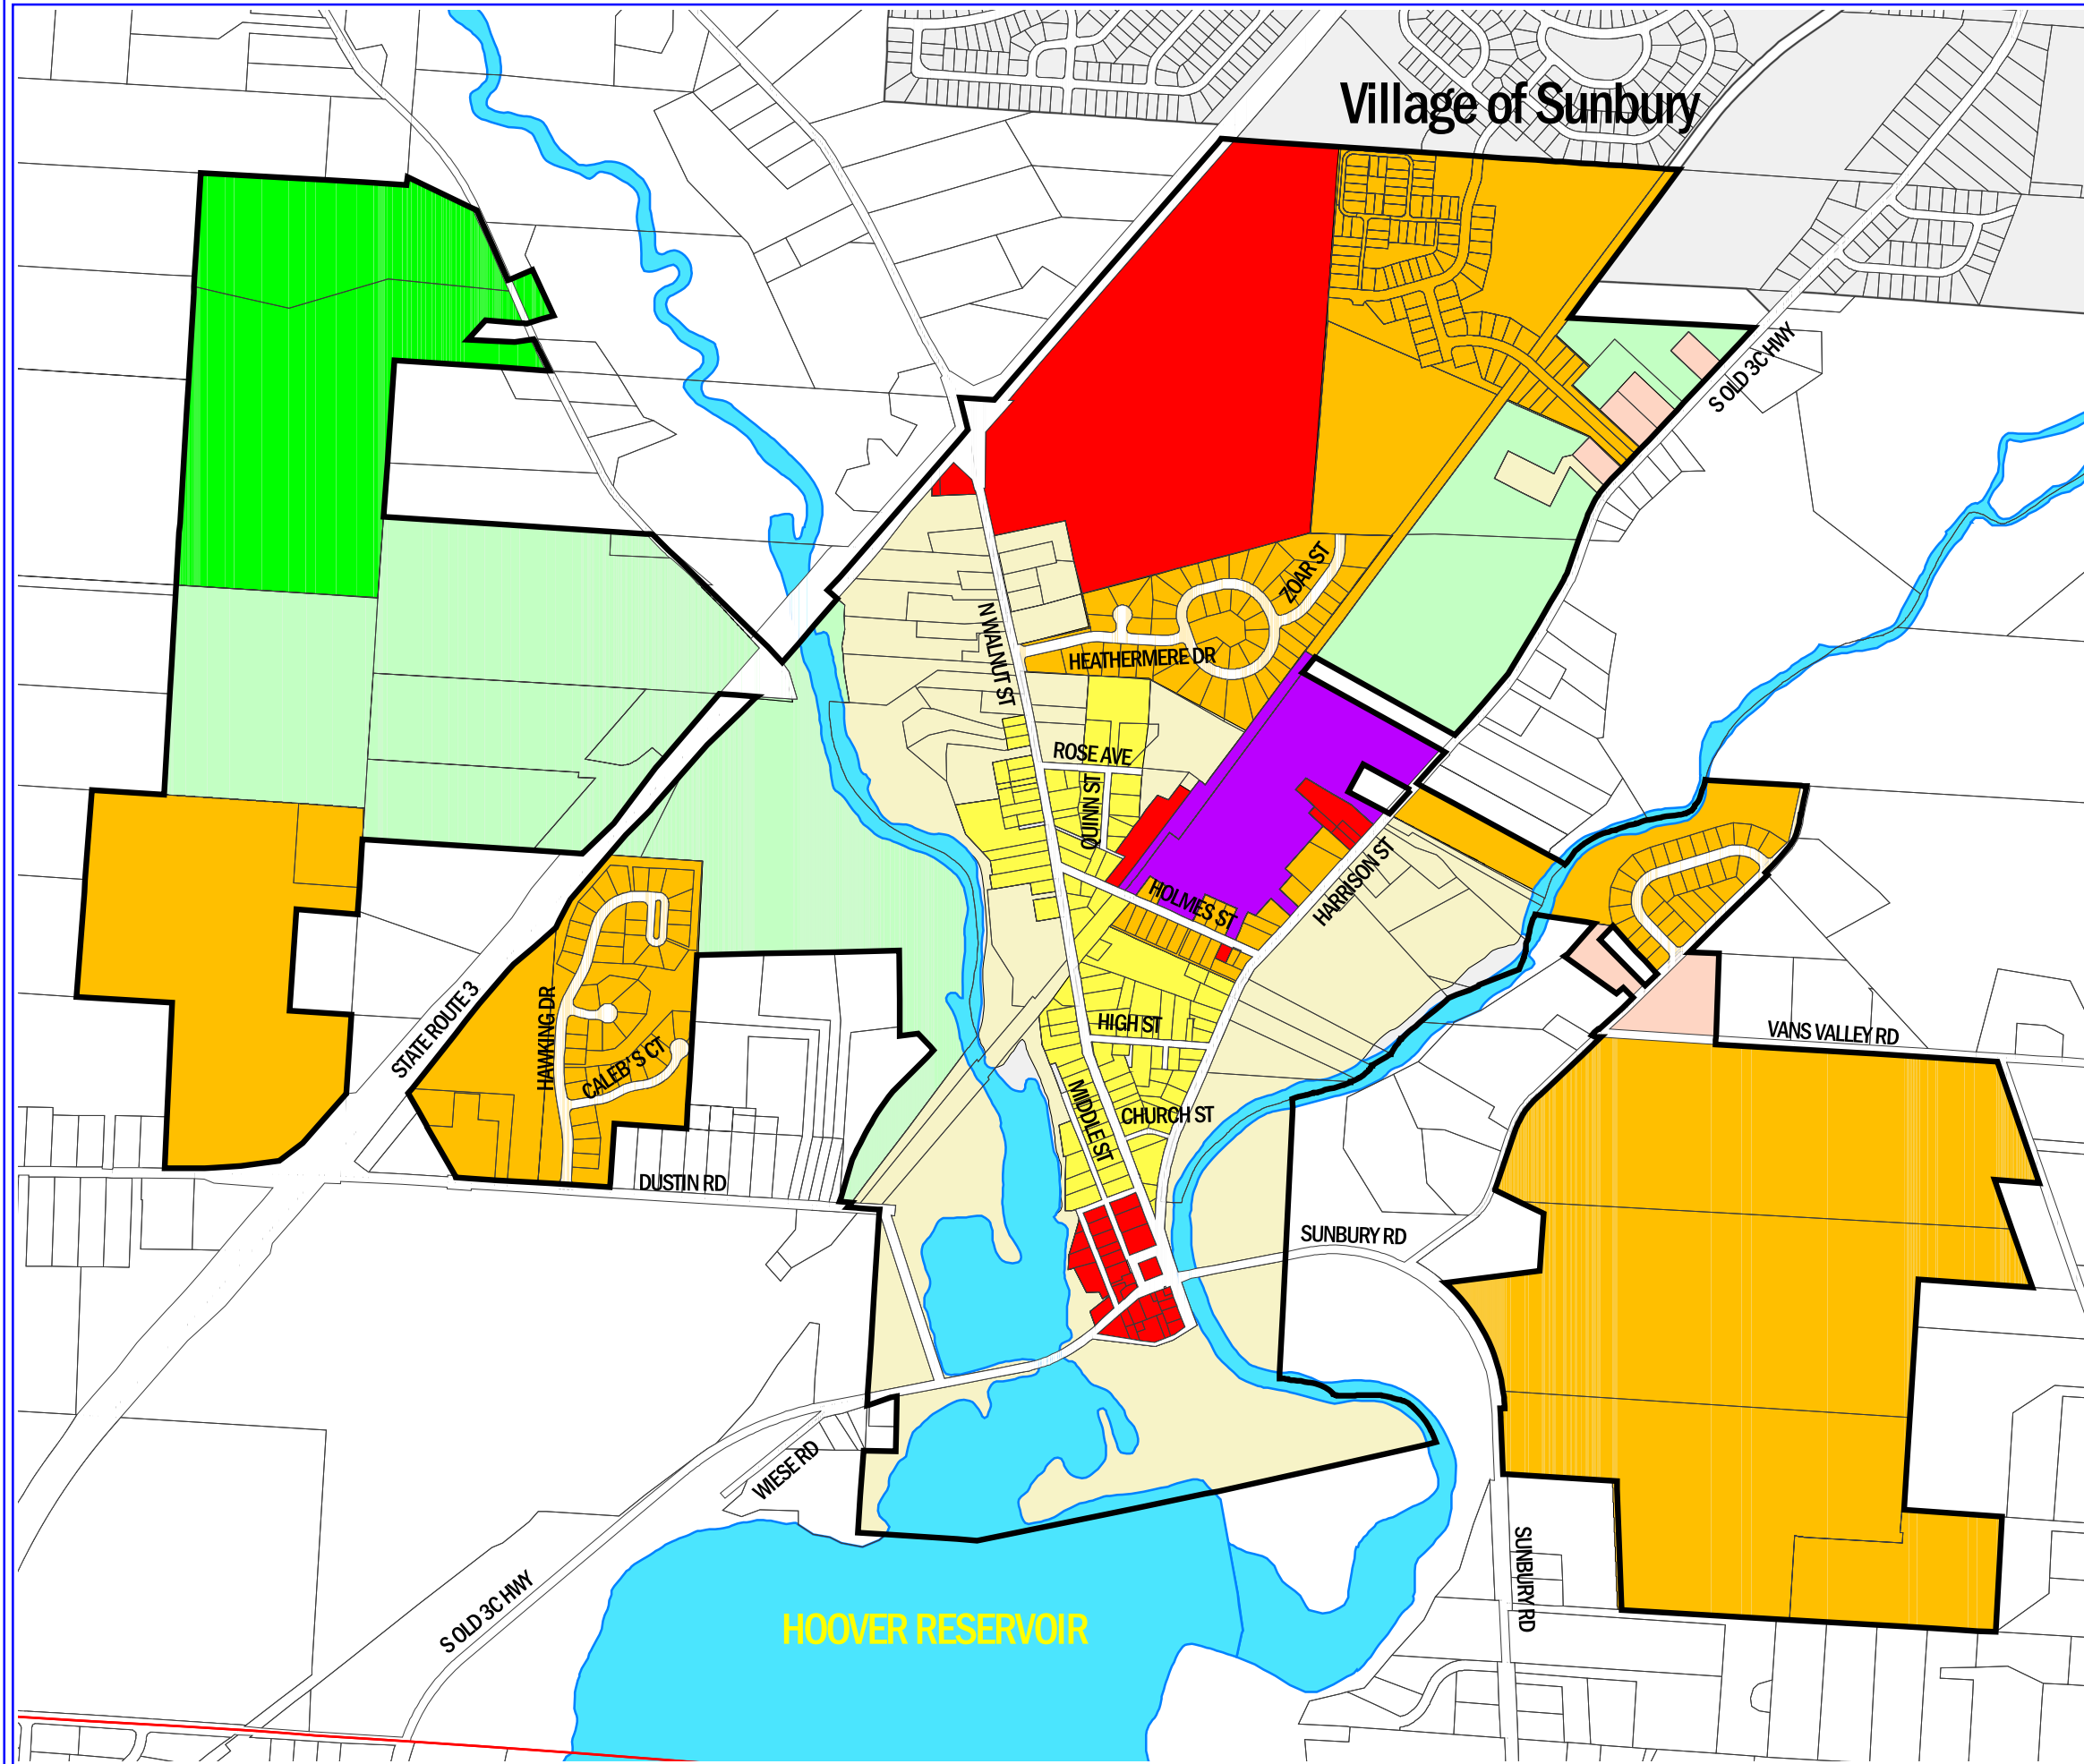 Village of Sunbury
S OLD 3C HWY
ZOAR ST
N WALNUT ST
HEATHERMERE DR
ROSE AVE
QUINN ST
HOLMES ST
HARRISON ST
STATE ROUTE 3
HAWKING DR
CALEB'S CT
HIGH ST
VANS VALLEY RD
MIDDLE ST
CHURCH ST
DUSTIN RD
SUNBURY RD
WIESE RD
S OLD 3C HWY
SUNBURY RD
HOOVER RESERVOIR